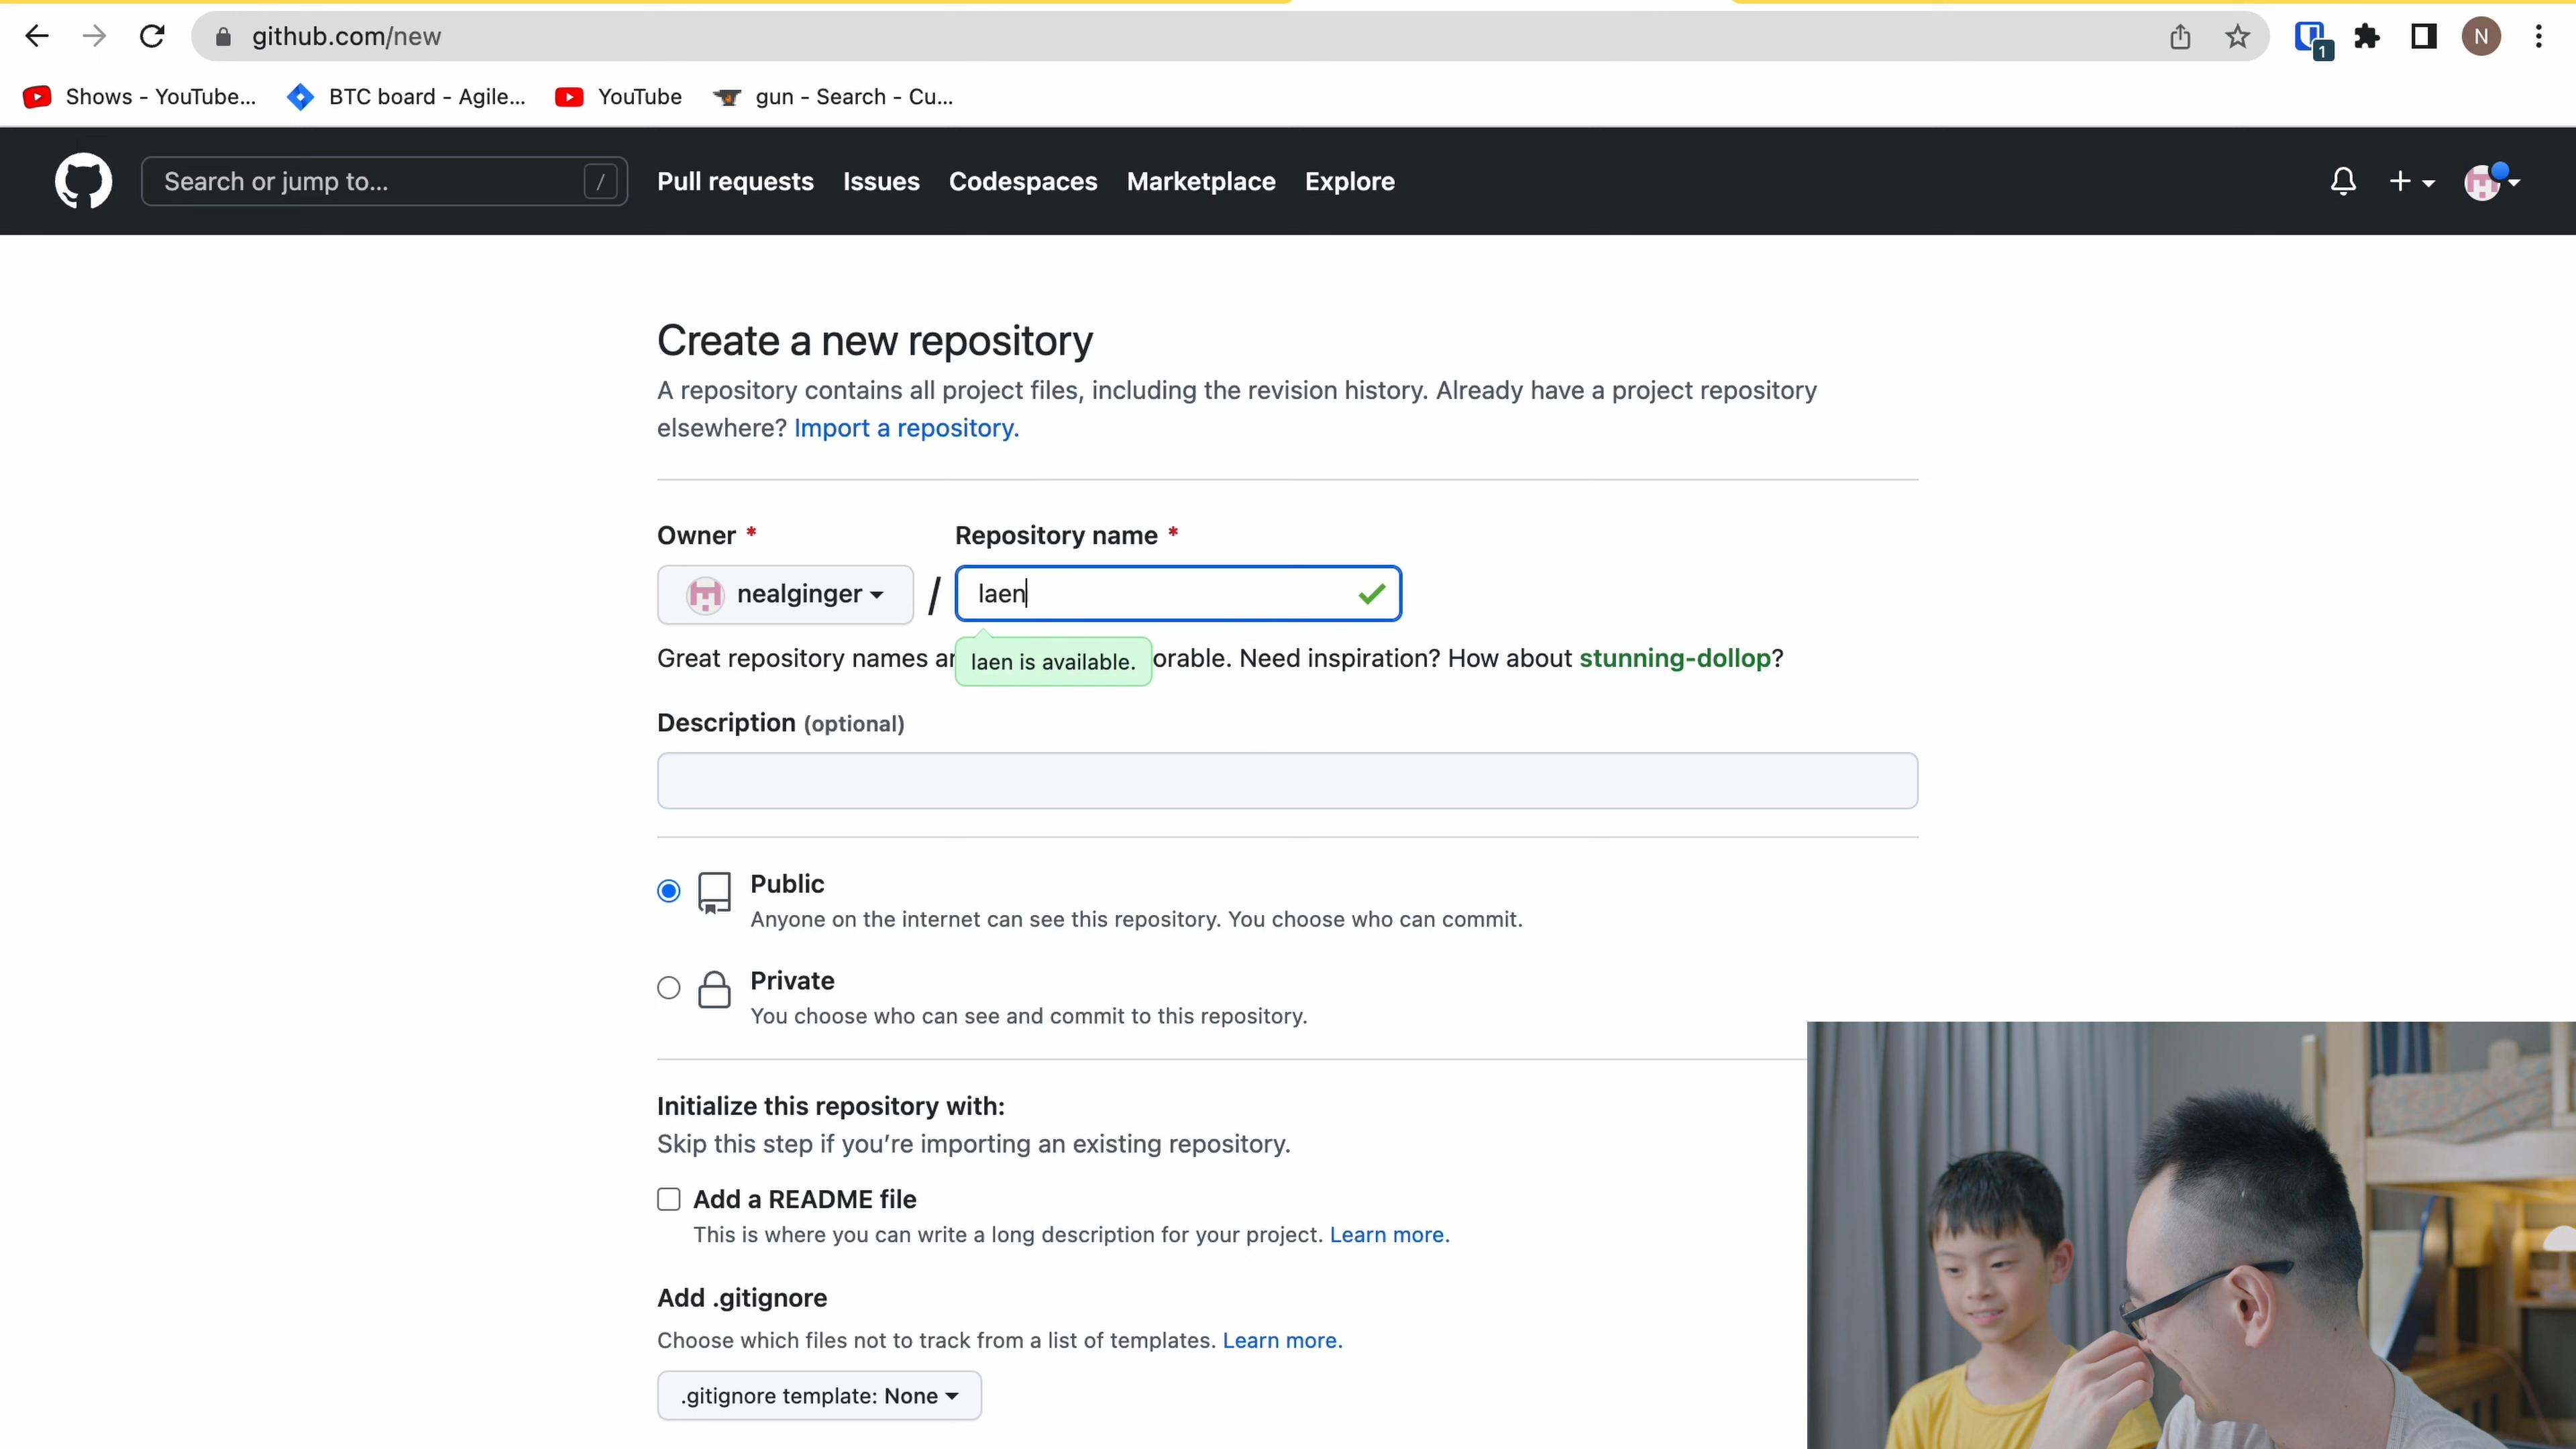 github.com/new
1
N
Shows - YouTube...
BTC board - Agile...
YouTube
gun - Search - Cu...
Search or jump to...
/
Pull requests
Issues
Codespaces
Marketplace
Explore
Create a new repository
A repository contains all project files, including the revision history. Already have a project repository
elsewhere? Import a repository.
Owner *
Repository name *
nealginger
/
laen
Great repository names ar
laen is available.
orable. Need inspiration? How about stunning-dollop?
Description (optional)
Public
Anyone on the internet can see this repository. You choose who can commit.
Private
You choose who can see and commit to this repository.
Initialize this repository with:
Skip this step if you’re importing an existing repository.
Add a README file
This is where you can write a long description for your project. Learn more.
Add .gitignore
Choose which files not to track from a list of templates. Learn more.
.gitignore template: None